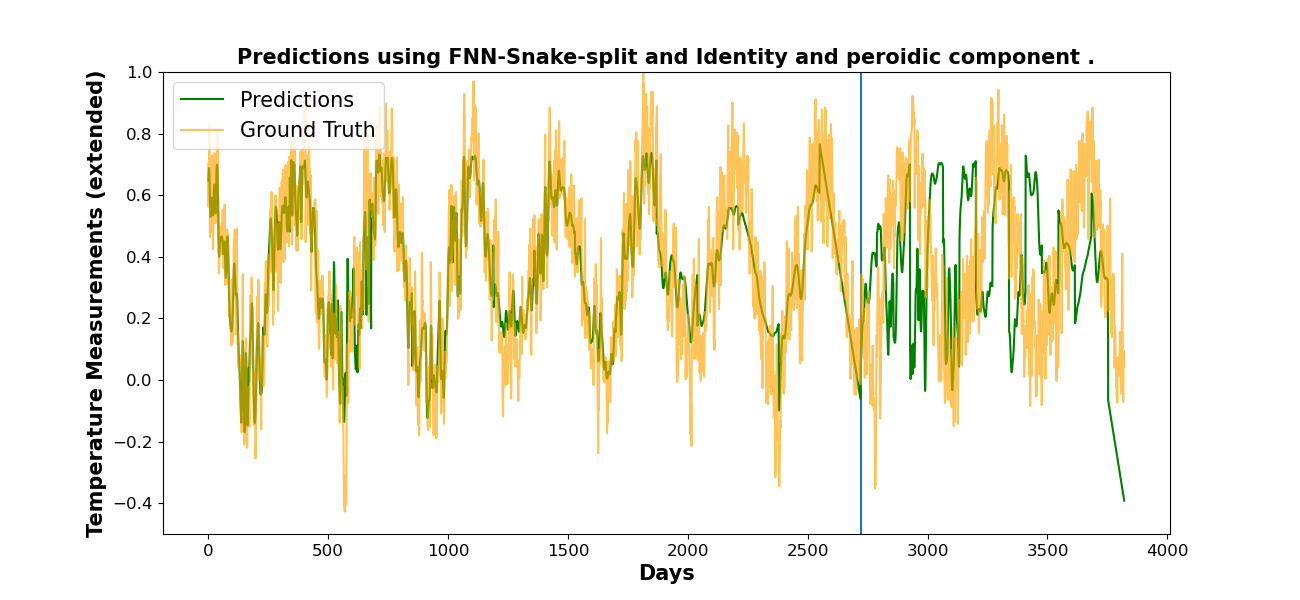 Predictions using FNN-Snake-split and Identity and peroidic component .
Temperature Measurements (extended)
1.0
0.8
0.6
0.4
0.2
0.0
−0.2
−0.4
Predictions
Ground Truth
0 500 1000 1500 2000 2500 3000 3500 4000
Days